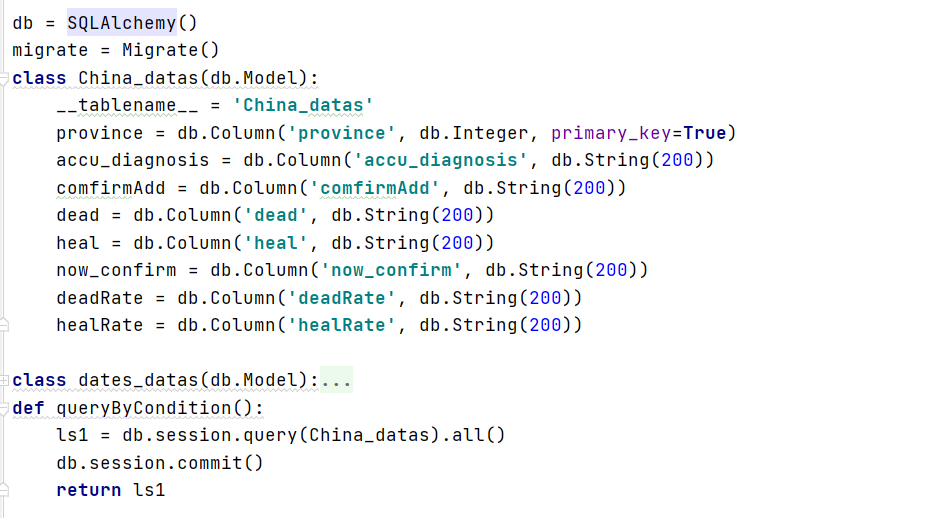 db = SQLAlchemy()
migrate = Migrate()
class China_datas(db.Model):
    __tablename__ = 'China_datas'
    province = db.Column('province', db.Integer, primary_key=True)
    accu_diagnosis = db.Column('accu_diagnosis', db.String(200))
    comfirmAdd = db.Column('comfirmAdd', db.String(200))
    dead = db.Column('dead', db.String(200))
    heal = db.Column('heal', db.String(200))
    now_confirm = db.Column('now_confirm', db.String(200))
    deadRate = db.Column('deadRate', db.String(200))
    healRate = db.Column('healRate', db.String(200))
class dates_datas(db.Model):...
def queryByCondition():
    ls1 = db.session.query(China_datas).all()
    db.session.commit()
    return ls1